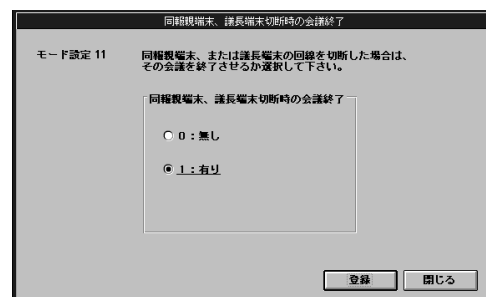 同報親端末、議長端末切断時の会議終了
モード設定 11
同報親端末、または議長端末の回線を切断した場合は、
その会議を終了させるか選択して下さい。
同報親端末、議長端末切断時の会議終了
0:無し
1:有り
登録
閉じる